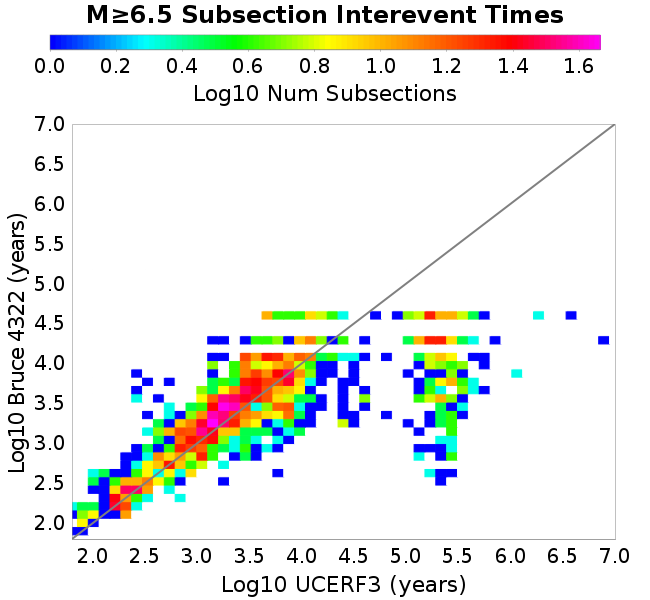 M≥6.5 Subsection Interevent Times
0.0 0.2 0.4 0.6 0.8 1.0 1.2 1.4 1.6
Log10 Num Subsections
7.0
6.5
6.0
5.5
5.0
4.5
4.0
3.5
3.0
2.5
2.0
Log10 Bruce 4322 (years)
2.0 2.5 3.0 3.5 4.0 4.5 5.0 5.5 6.0 6.5 7.0
Log10 UCERF3 (years)